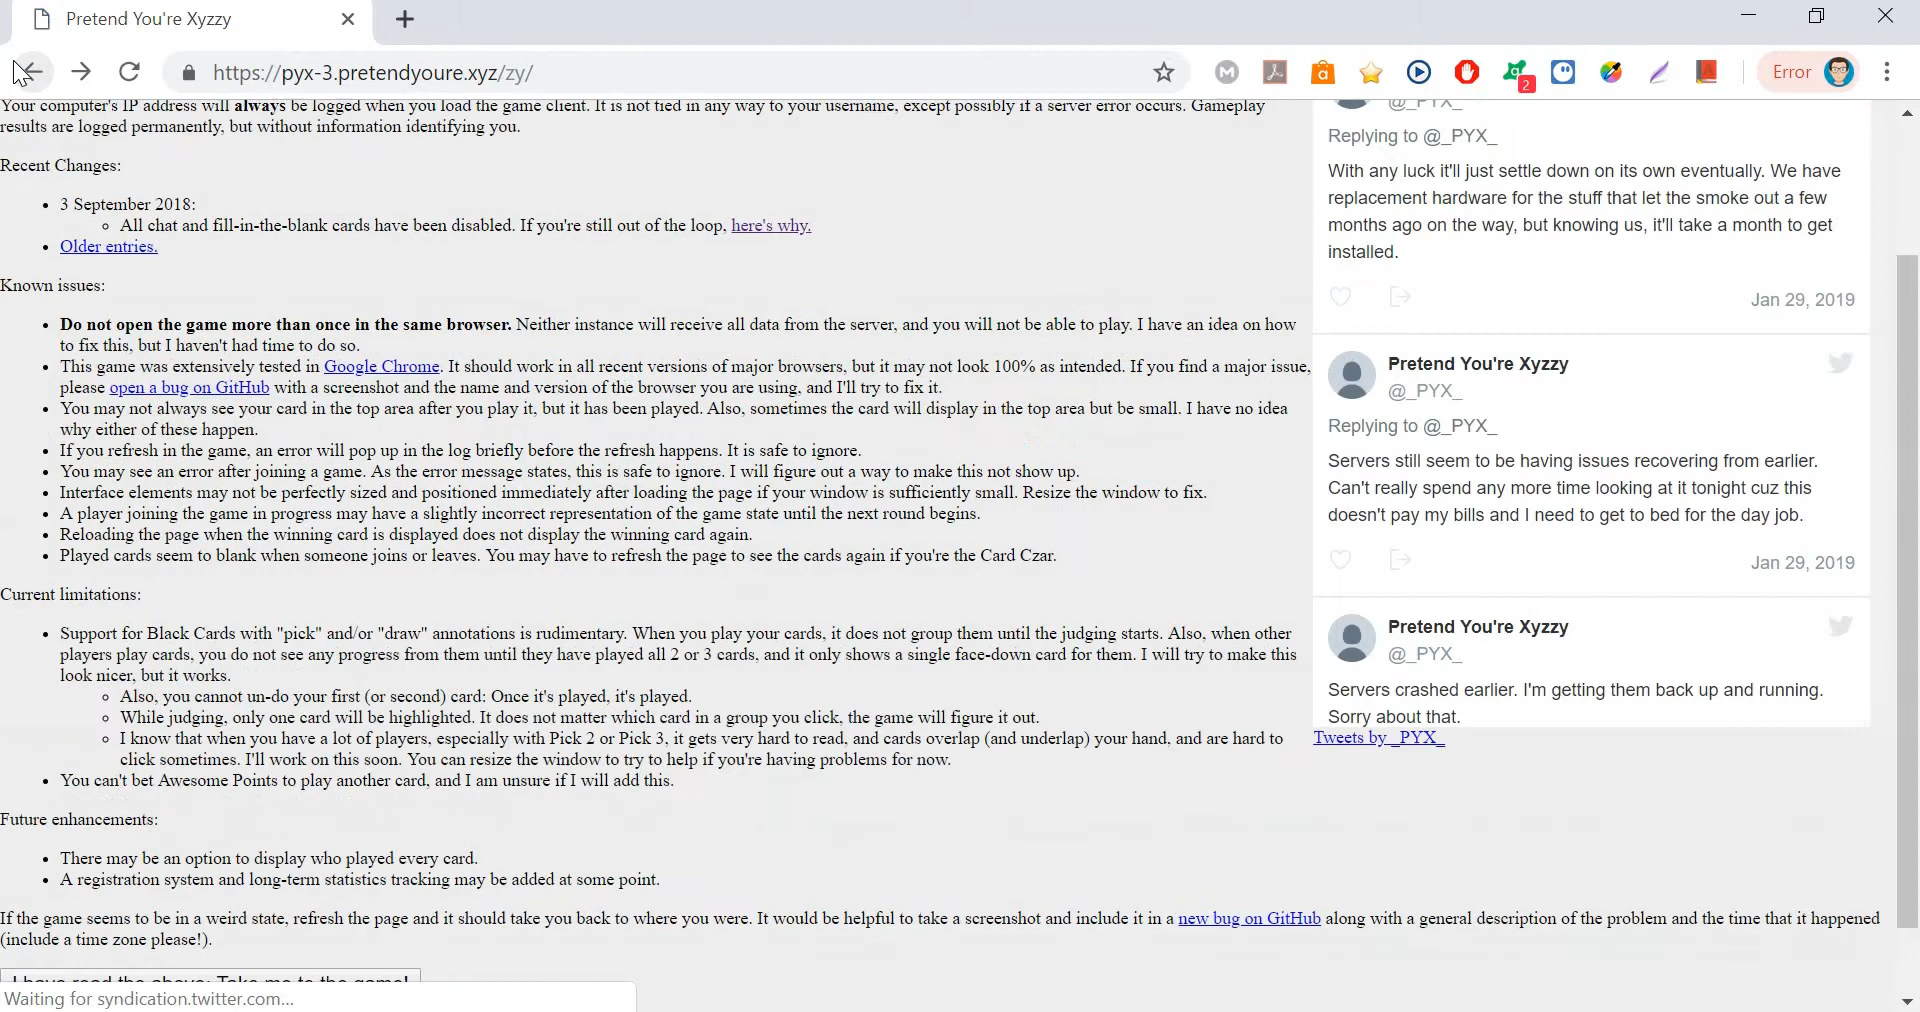 Pretend You're Xyzzy
https://pyx-3.pretendyoure.xyz/zy/
Error
2
Your computer's IP address will always be logged when you load the game client. It is not tied in any way to your username, except possibly if a server error occurs. Gameplay
results are logged permanently, but without information identifying you.
Recent Changes:
3 September 2018:
All chat and fill-in-the-blank cards have been disabled. If you're still out of the loop, here's why.
Older entries.
Known issues:
Do not open the game more than once in the same browser. Neither instance will receive all data from the server, and you will not be able to play. I have an idea on how
to fix this, but I haven't had time to do so.
This game was extensively tested in Google Chrome. It should work in all recent versions of major browsers, but it may not look 100% as intended. If you find a major issue,
please open a bug on GitHub with a screenshot and the name and version of the browser you are using, and I'll try to fix it.
You may not always see your card in the top area after you play it, but it has been played. Also, sometimes the card will display in the top area but be small. I have no idea
why either of these happen.
If you refresh in the game, an error will pop up in the log briefly before the refresh happens. It is safe to ignore.
You may see an error after joining a game. As the error message states, this is safe to ignore. I will figure out a way to make this not show up.
Interface elements may not be perfectly sized and positioned immediately after loading the page if your window is sufficiently small. Resize the window to fix.
A player joining the game in progress may have a slightly incorrect representation of the game state until the next round begins.
Reloading the page when the winning card is displayed does not display the winning card again.
Played cards seem to blank when someone joins or leaves. You may have to refresh the page to see the cards again if you're the Card Czar.
Current limitations:
Support for Black Cards with "pick" and/or "draw" annotations is rudimentary. When you play your cards, it does not group them until the judging starts. Also, when other
players play cards, you do not see any progress from them until they have played all 2 or 3 cards, and it only shows a single face-down card for them. I will try to make this
look nicer, but it works.
Also, you cannot un-do your first (or second) card: Once it's played, it's played.
While judging, only one card will be highlighted. It does not matter which card in a group you click, the game will figure it out.
I know that when you have a lot of players, especially with Pick 2 or Pick 3, it gets very hard to read, and cards overlap (and underlap) your hand, and are hard to
click sometimes. I'll work on this soon. You can resize the window to try to help if you're having problems for now.
You can't bet Awesome Points to play another card, and I am unsure if I will add this.
Future enhancements:
There may be an option to display who played every card.
A registration system and long-term statistics tracking may be added at some point.
If the game seems to be in a weird state, refresh the page and it should take you back to where you were. It would be helpful to take a screenshot and include it in a new bug on GitHub along with a general description of the problem and the time that it happened
(include a time zone please!).
I have read the above: Take me to the game!
Waiting for syndication.twitter.com...
@_PYX_
Replying to @_PYX_
With any luck it'll just settle down on its own eventually. We have
replacement hardware for the stuff that let the smoke out a few
months ago on the way, but knowing us, it'll take a month to get
installed.
Jan 29, 2019
Pretend You're Xyzzy
@_PYX_
Replying to @_PYX_
Servers still seem to be having issues recovering from earlier.
Can't really spend any more time looking at it tonight cuz this
doesn't pay my bills and I need to get to bed for the day job.
Jan 29, 2019
Pretend You're Xyzzy
@_PYX_
Servers crashed earlier. I'm getting them back up and running.
Sorry about that.
Tweets by _PYX_